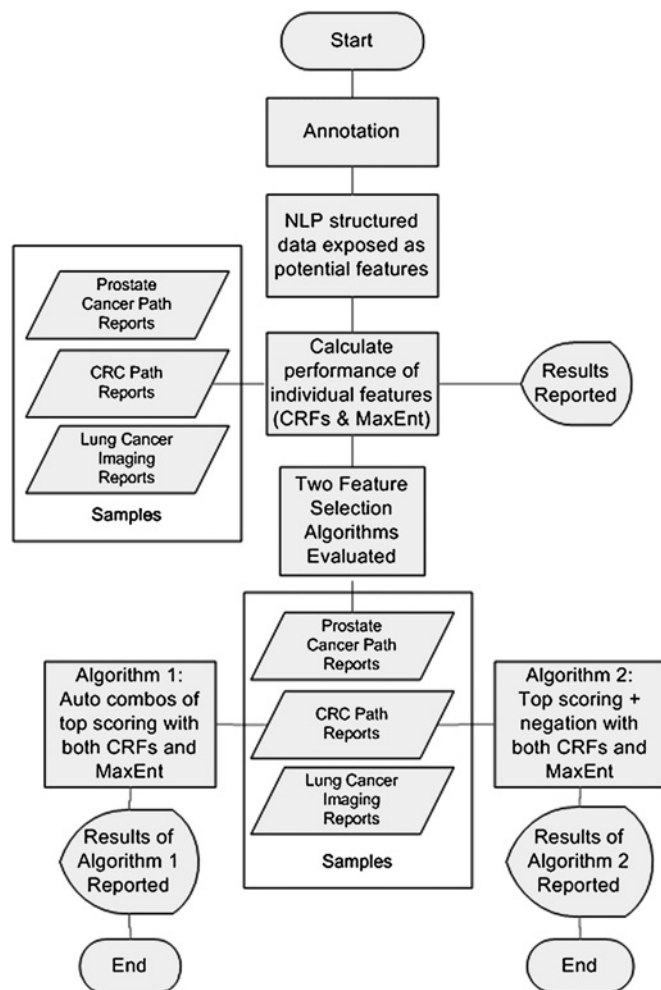 Start
Annotation
NLP structured
data exposed as
potential features
Prostate
Cancer Path
Reports
CRC Path
Reports
Lung Cancer
Imaging
Reports
Samples
Calculate
performance of
individual features
(CRFs & MaxEnt)
Results
Reported
Two Feature
Selection
Algorithms
Evaluated
Prostate
Cancer Path
Reports
CRC Path
Reports
Lung Cancer
Imaging
Reports
Samples
Algorithm 1:
Auto combos of
top scoring with
both CRFs and
MaxEnt
Results of
Algorithm 1
Reported
End
Algorithm 2:
Top scoring +
negation with
both CRFs and
MaxEnt
Results of
Algorithm 2
Reported
End